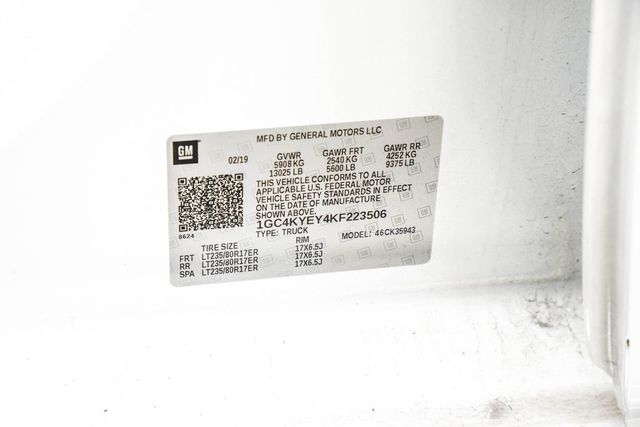 GM
MFD BY GENERAL MOTORS LLC
02/19 GVWR GAWR FRT GAWR RR
5908 KG 2540 KG 4252 KG
13025 LB 5600 LB 9375 LB
THIS VEHICLE CONFORMS TO ALL
APPLICABLE U.S. FEDERAL MOTOR
VEHICLE SAFETY STANDARDS IN EFFECT
ON THE DATE OF MANUFACTURE
SHOWN ABOVE.
1GC4KYEY4KF223506
8624
TYPE: TRUCK MODEL: 46CK35943
TIRE SIZE RIM
FRT LT235/80R17ER 17X6.5J
RR LT235/80R17ER 17X6.5J
SPA LT235/80R17ER 17X6.5J